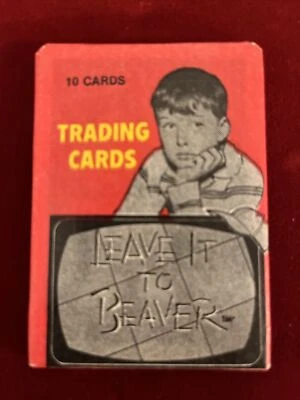 10 CARDS
TRADING
CARDS
LEAVE IT
TO
BEAVER